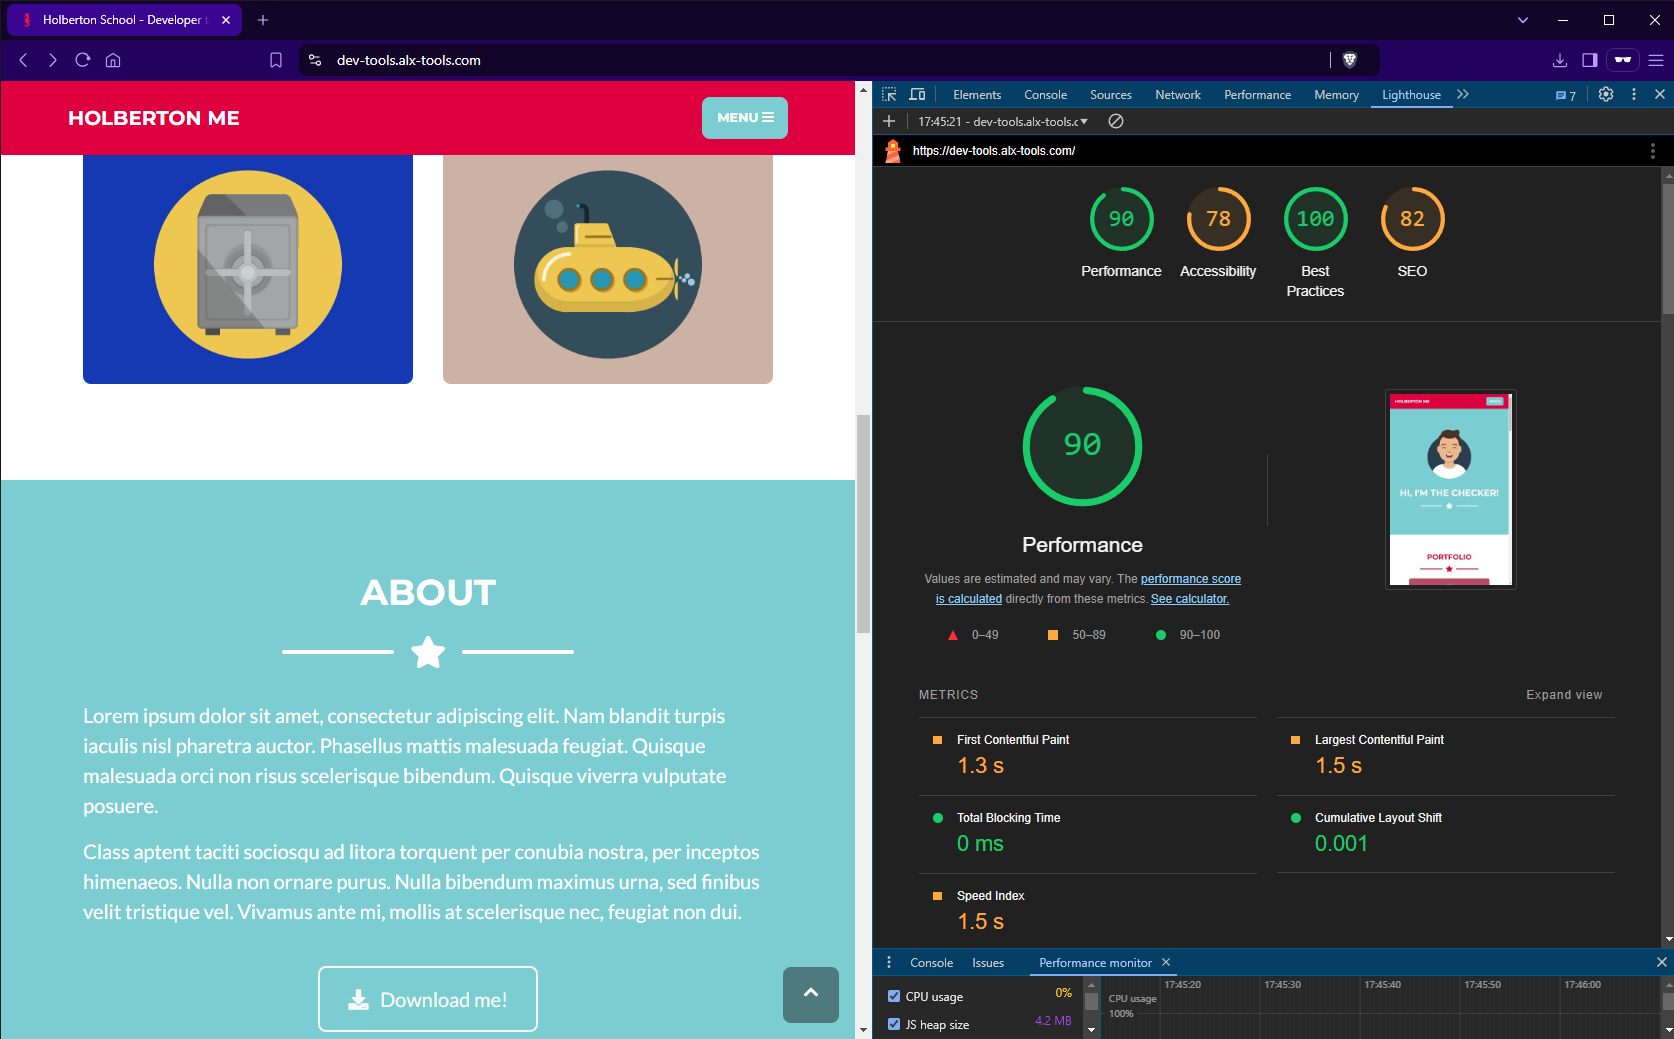 Holberton School - Developer t
dev-tools.alx-tools.com
HOLBERTON ME
MENU
ABOUT
Lorem ipsum dolor sit amet, consectetur adipiscing elit. Nam blandit turpis
iaculis nisl pharetra auctor. Phasellus mattis malesuada feugiat. Quisque
malesuada orci non risus scelerisque bibendum. Quisque viverra vulputate
posuere.
Class aptent taciti sociosqu ad litora torquent per conubia nostra, per inceptos
himenaeos. Nulla non ornare purus. Nulla bibendum maximus urna, sed finibus
velit tristique vel. Vivamus ante mi, mollis at scelerisque nec, feugiat non dui.
Download me!
Elements Console Sources Network Performance Memory Lighthouse 7
17:45:21 - dev-tools.alx-tools.c
https://dev-tools.alx-tools.com/
90 78 100 82
Performance Accessibility Best SEO
Practices
90
Performance
Values are estimated and may vary. The performance score
is calculated directly from these metrics. See calculator.
0–49 50–89 90–100
HOLBERTON ME
HI, I'M THE CHECKER!
PORTFOLIO
METRICS Expand view
First Contentful Paint Largest Contentful Paint
1.3 s 1.5 s
Total Blocking Time Cumulative Layout Shift
0 ms 0.001
Speed Index
1.5 s
Console Issues Performance monitor
CPU usage 0%
JS heap size 4.2 MB
17:45:20 17:45:30 17:45:40 17:45:50 17:46:00
CPU usage
100%